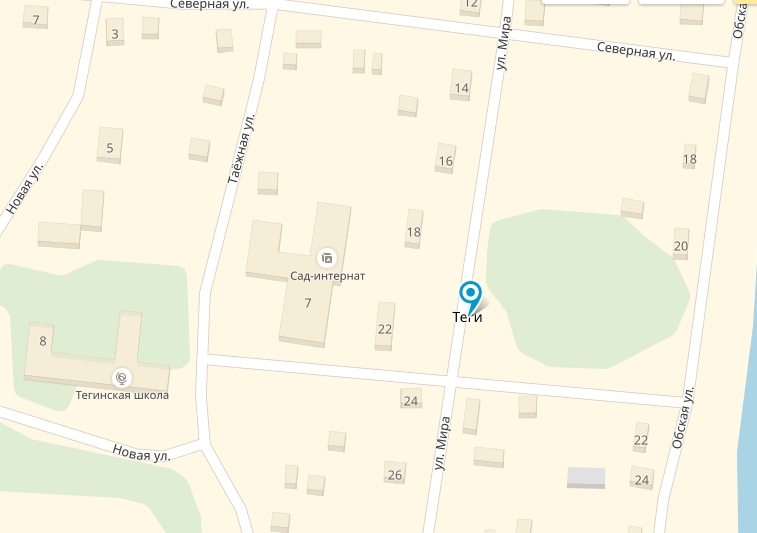 Северная ул.
12
Обска
7
3
ул. Мира
Северная ул.
14
5
Таёжная ул.
16
18
Новая ул.
18
20
Сад-интернат
7
Теги
22
8
Тегинская школа
24
Обская ул.
22
Новая ул.
ул. Мира
26
24